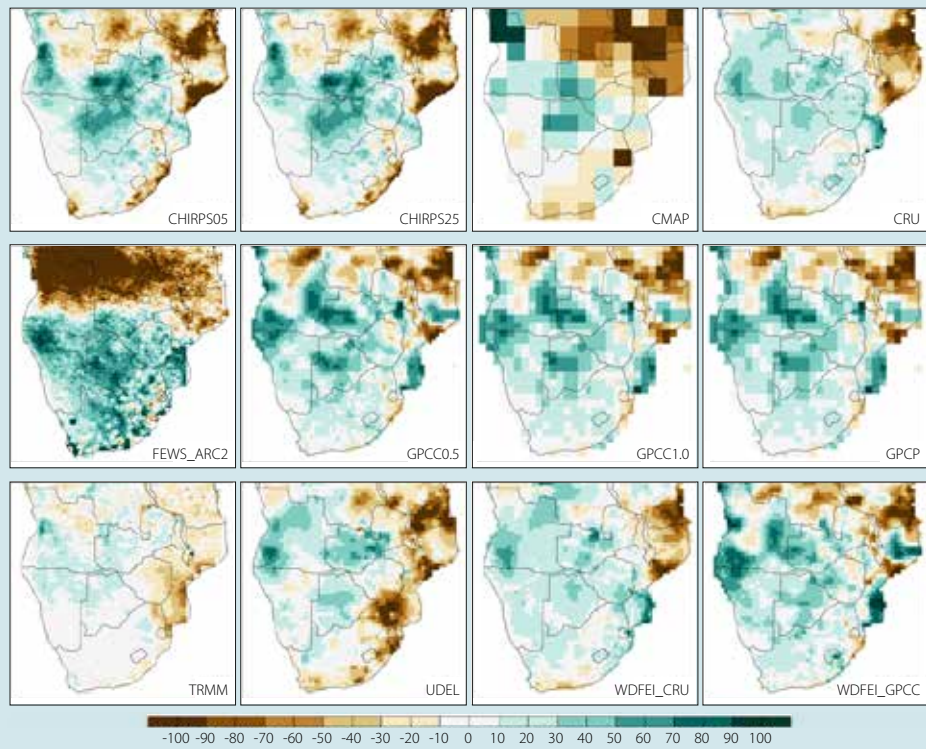 CHIRPS05
CHIRPS25
CMAP
CRU
FEWS_ARC2
GPCC0.5
GPCC1.0
GPCP
TRMM
UDEL
WDFEI_CRU
WDFEI_GPCC
-100 -90 -80 -70 -60 -50 -40 -30 -20 -10 0 10 20 30 40 50 60 70 80 90 100